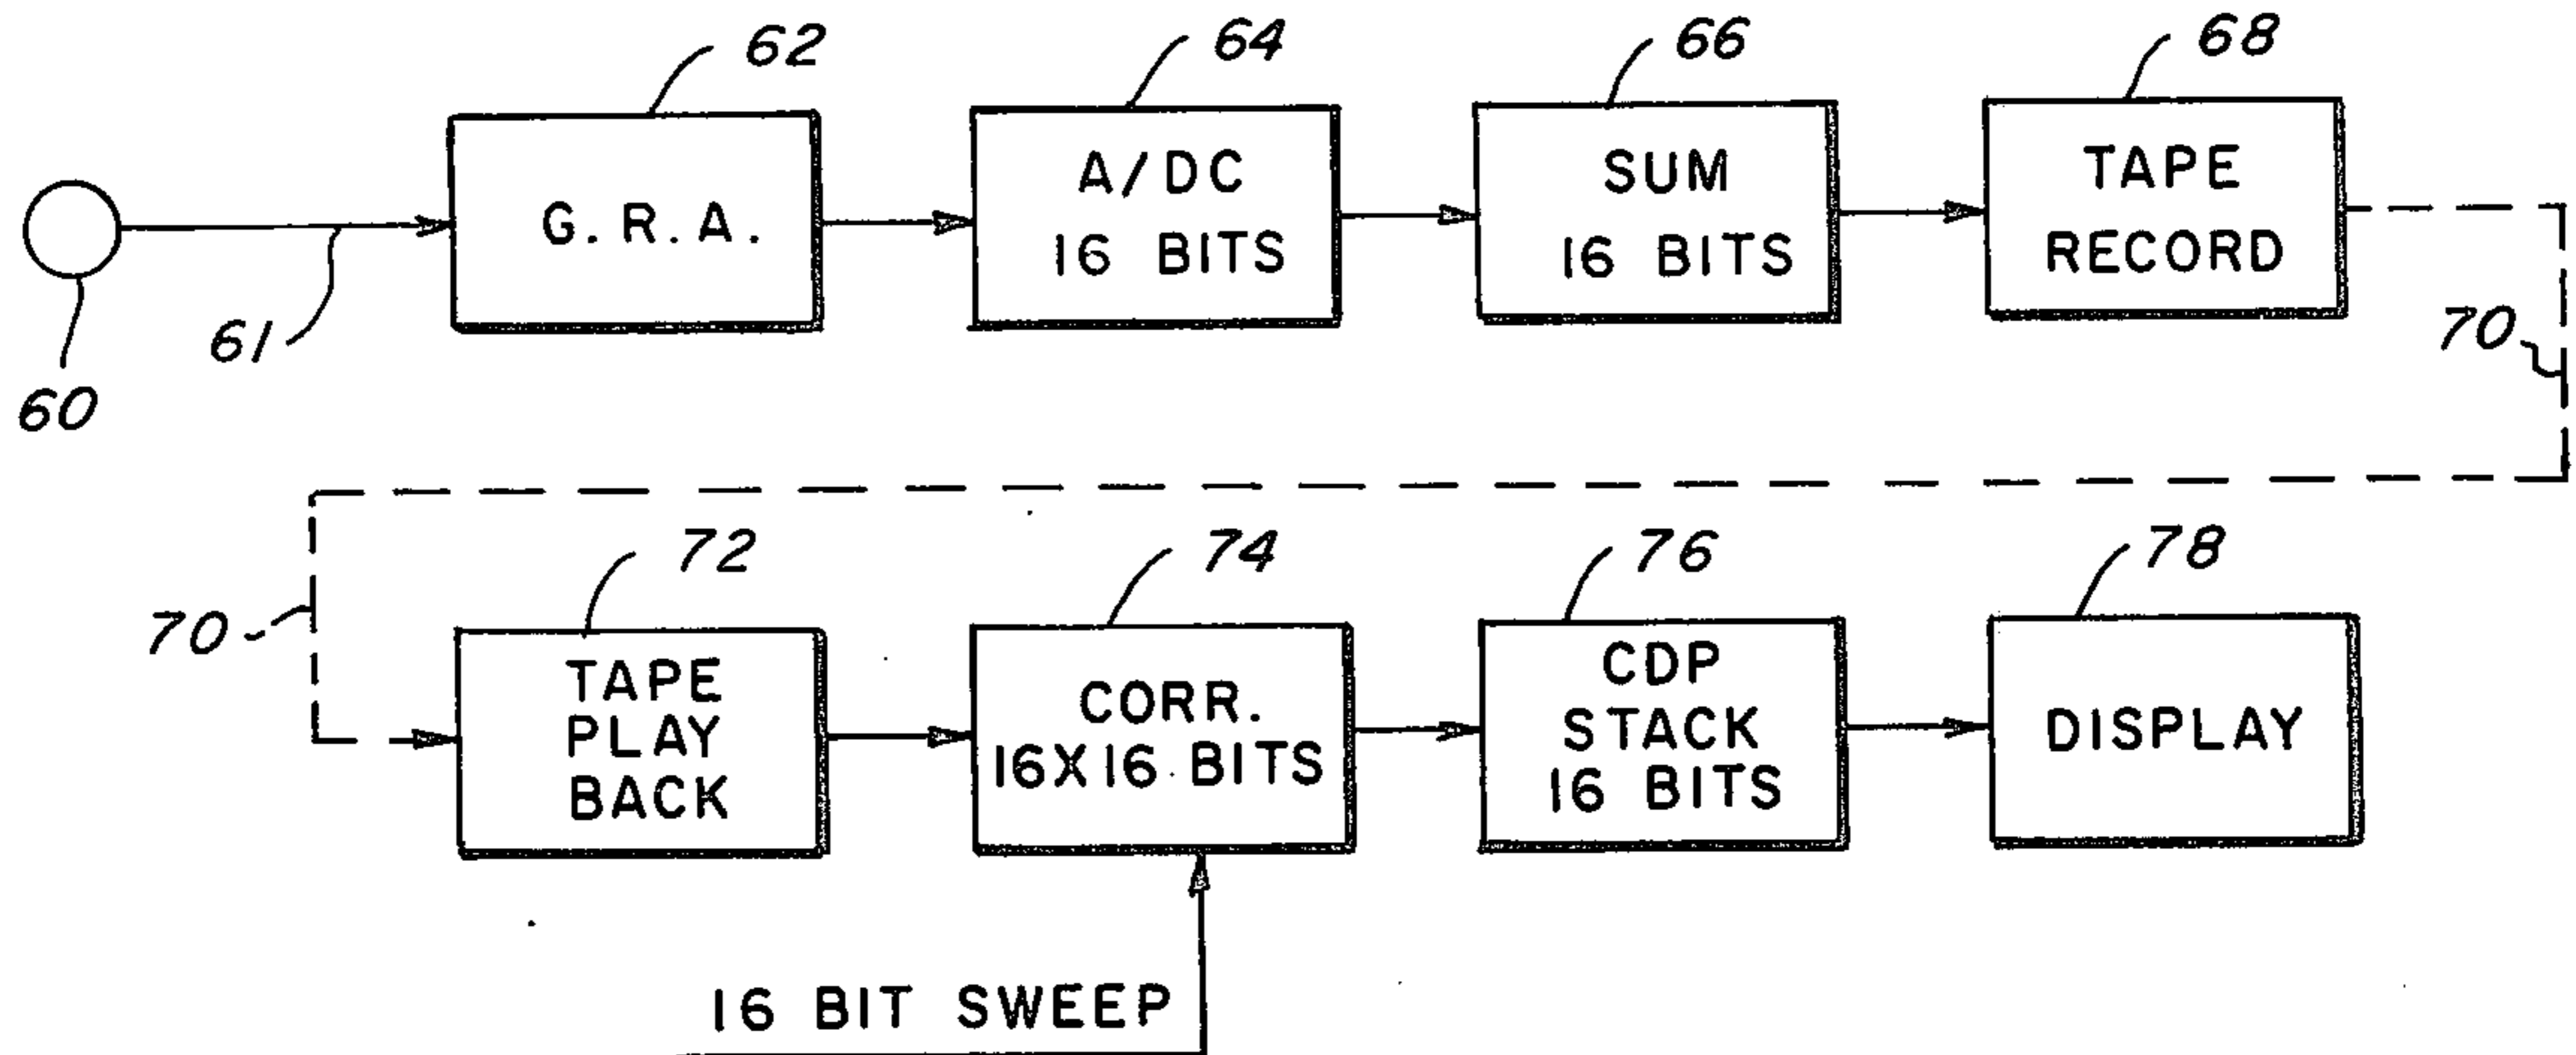 62
64
66
68
G. R. A.
A/DC
16 BITS
SUM
16 BITS
TAPE
RECORD
61
60
70
70
72
74
76
78
TAPE
PLAY
BACK
CORR.
16X16 BITS
CDP
STACK
16 BITS
DISPLAY
16 BIT SWEEP